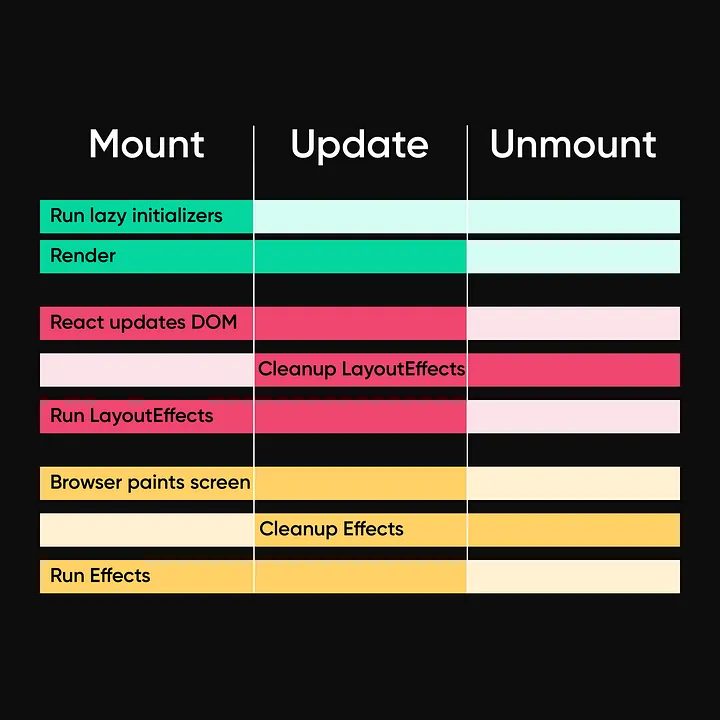 Mount Update Unmount
Run lazy initializers
Render
React updates DOM
Cleanup LayoutEffects
Run LayoutEffects
Browser paints screen
Cleanup Effects
Run Effects